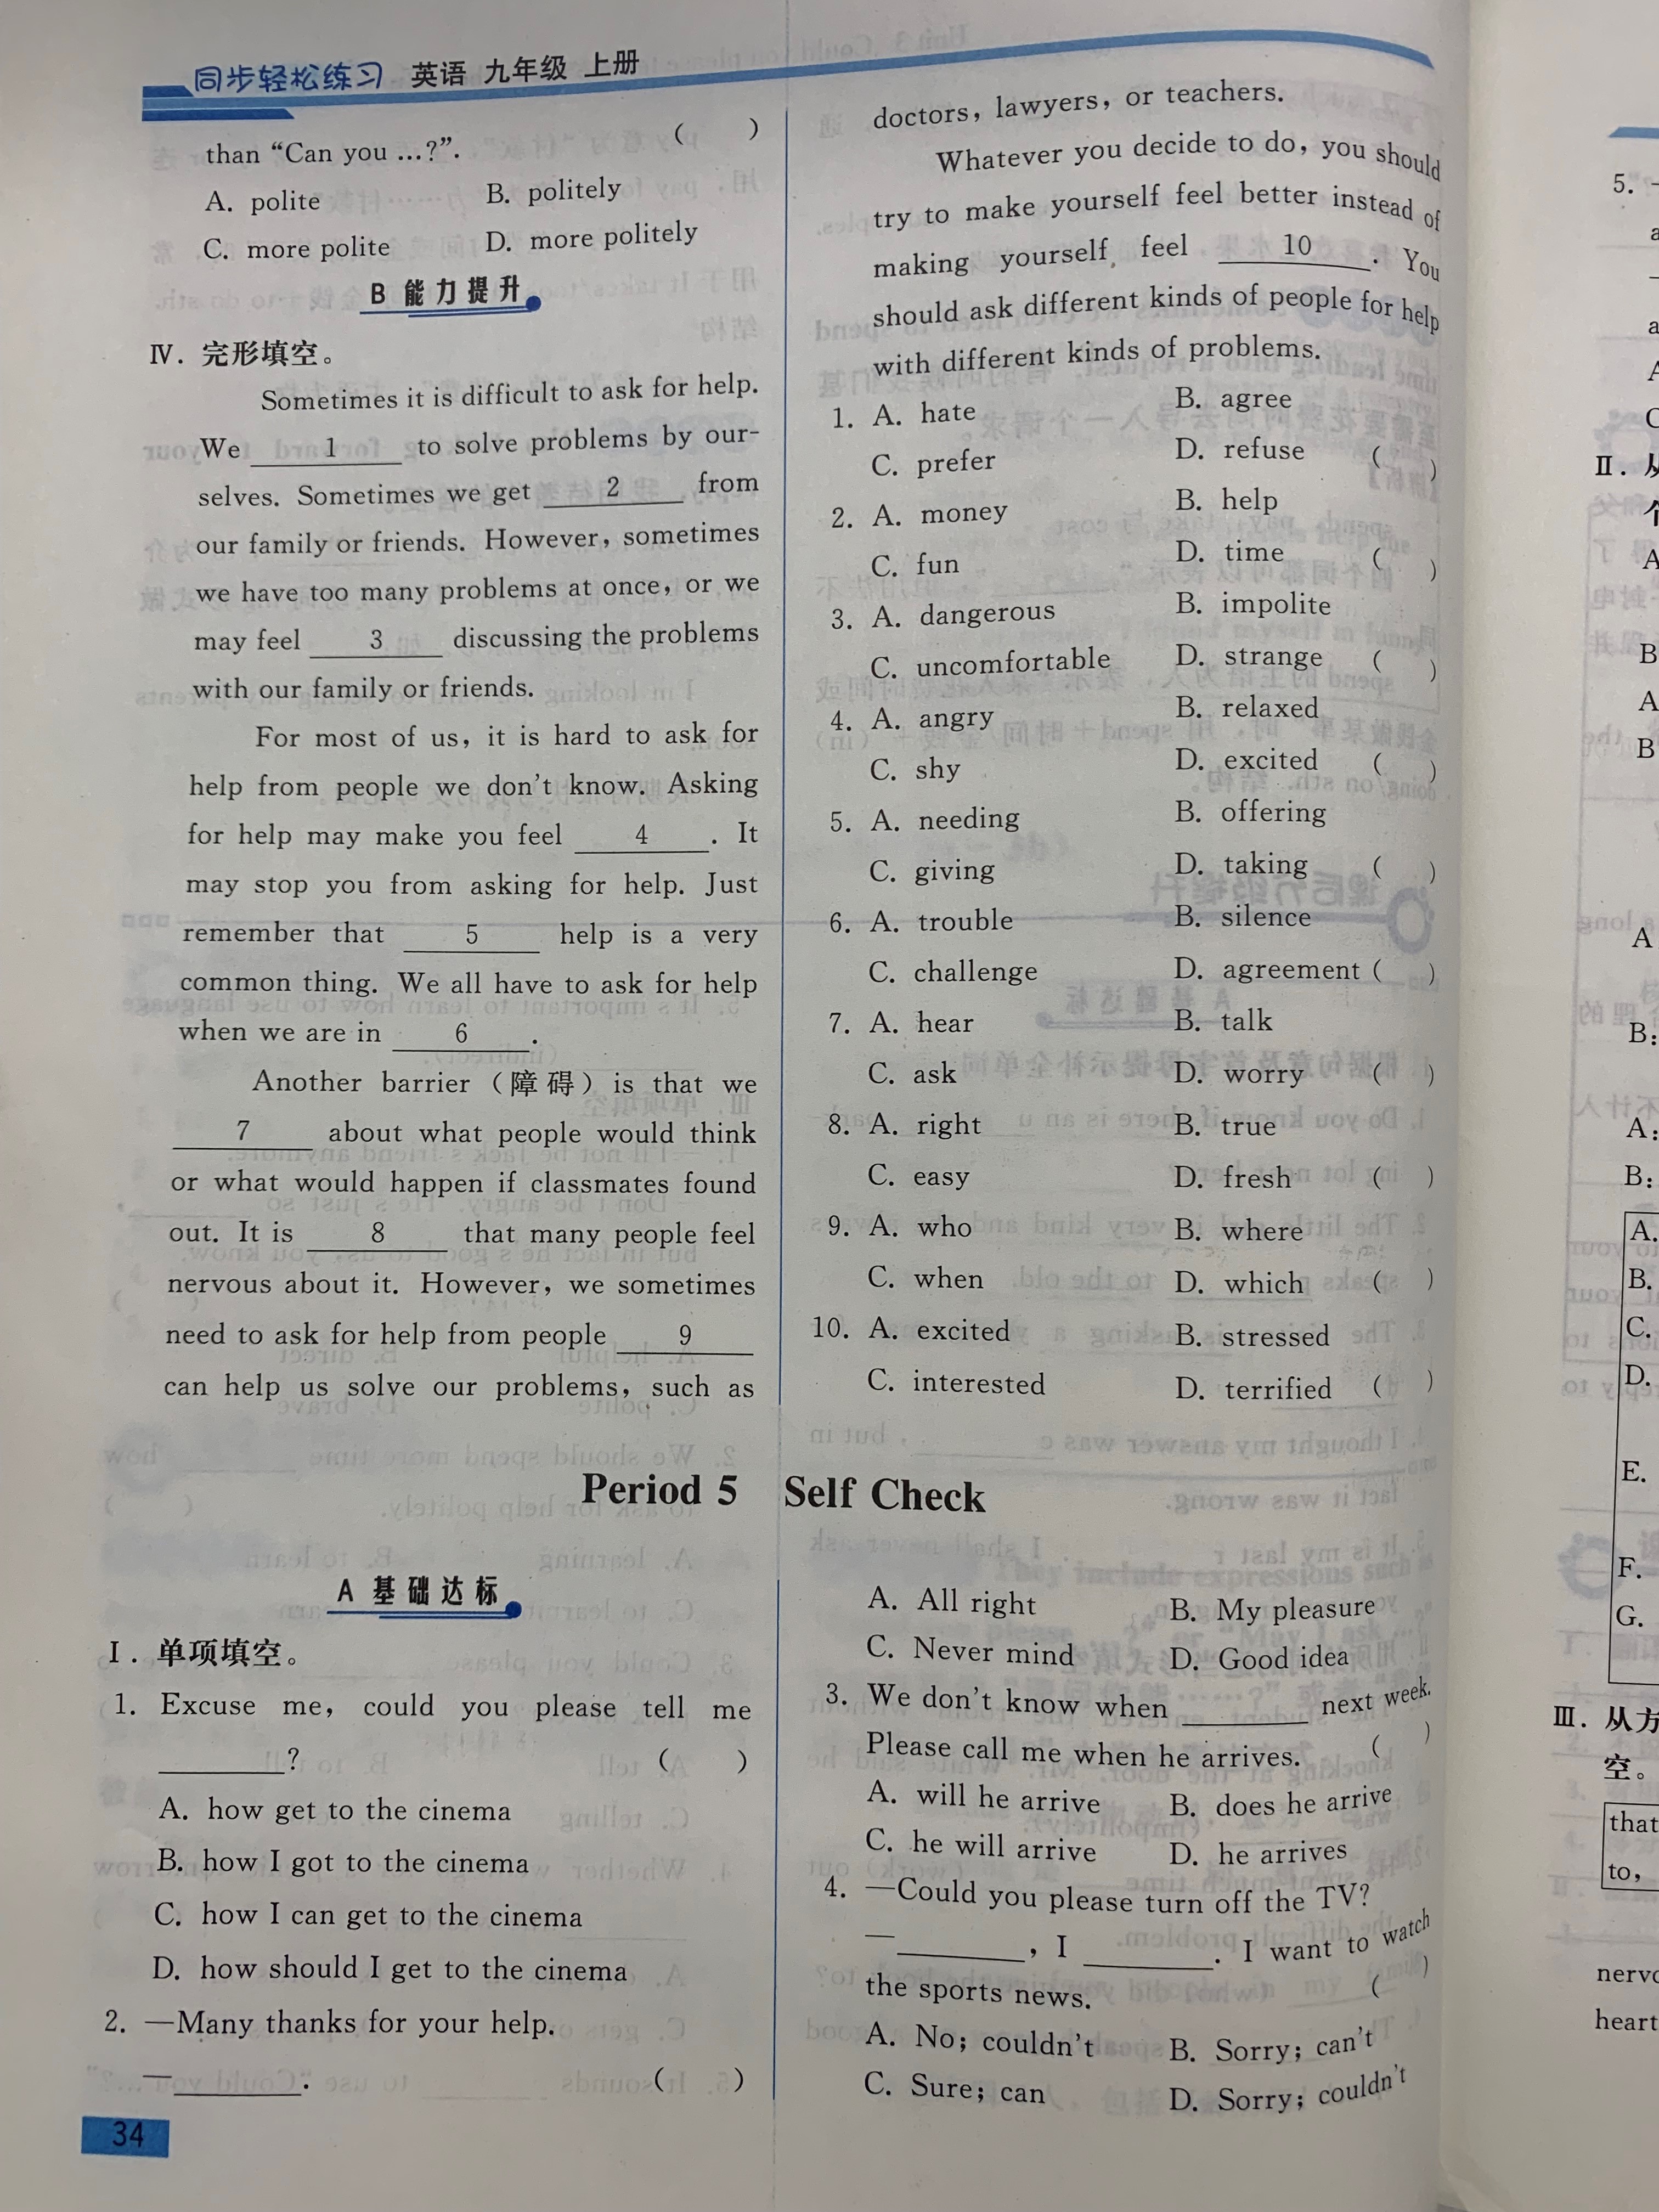 同步轻松练习 英语 九年级 上册
than “Can you …?”. (  )
A. polite B. politely
C. more polite D. more politely
B 能力提升
Ⅳ. 完形填空。
Sometimes it is difficult to ask for help.
We 1 to solve problems by our-
selves. Sometimes we get 2 from
our family or friends. However, sometimes
we have too many problems at once, or we
may feel 3 discussing the problems
with our family or friends.
For most of us, it is hard to ask for
help from people we don't know. Asking
for help may make you feel 4 . It
may stop you from asking for help. Just
remember that 5 help is a very
common thing. We all have to ask for help
when we are in 6 .
Another barrier (障碍) is that we
7 about what people would think
or what would happen if classmates found
out. It is 8 that many people feel
nervous about it. However, we sometimes
need to ask for help from people 9
can help us solve our problems, such as
doctors, lawyers, or teachers.
Whatever you decide to do, you should
try to make yourself feel better instead of
making yourself feel 10 . You
should ask different kinds of people for help
with different kinds of problems.
1. A. hate B. agree
C. prefer D. refuse (  )
2. A. money B. help
C. fun D. time (  )
3. A. dangerous B. impolite
C. uncomfortable D. strange (  )
4. A. angry B. relaxed
C. shy D. excited (  )
5. A. needing B. offering
C. giving D. taking (  )
6. A. trouble B. silence
C. challenge D. agreement (  )
7. A. hear B. talk
C. ask D. worry (  )
8. A. right B. true
C. easy D. fresh (  )
9. A. who B. where
C. when D. which (  )
10. A. excited B. stressed
C. interested D. terrified (  )
Period 5 Self Check
A 基础达标
Ⅰ. 单项填空。
1. Excuse me, could you please tell me
________? (  )
A. how get to the cinema
B. how I got to the cinema
C. how I can get to the cinema
D. how should I get to the cinema
2. —Many thanks for your help.
—________. (  )
A. All right B. My pleasure
C. Never mind D. Good idea
3. We don't know when ________ next week.
Please call me when he arrives. (  )
A. will he arrive B. does he arrive
C. he will arrive D. he arrives
4. —Could you please turn off the TV?
—________, I ________. I want to watch
the sports news. (  )
A. No; couldn't B. Sorry; can't
C. Sure; can D. Sorry; couldn't
34
5.
Ⅱ. 从
A
B
A
B
A
B:
A:
B:
A.
B.
C.
D.
E.
F.
G.
Ⅲ. 从方
空。
that
to,
nerv
heart